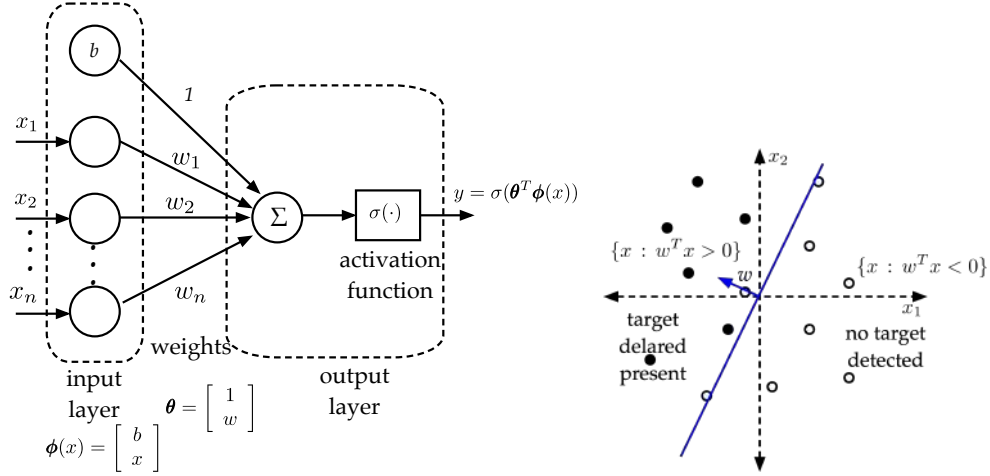 b
1
x₁
w₁
x₂
w₂
xₙ
wₙ
Σ
σ(·)
y = σ(θᵀϕ(x))
activation
function
weights
input
layer
output
layer
θ = [ 1
w ]
ϕ(x) = [ b
x ]
x₂
{x : wᵀx > 0}
w
{x : wᵀx < 0}
x₁
target
delared
present
no target
detected